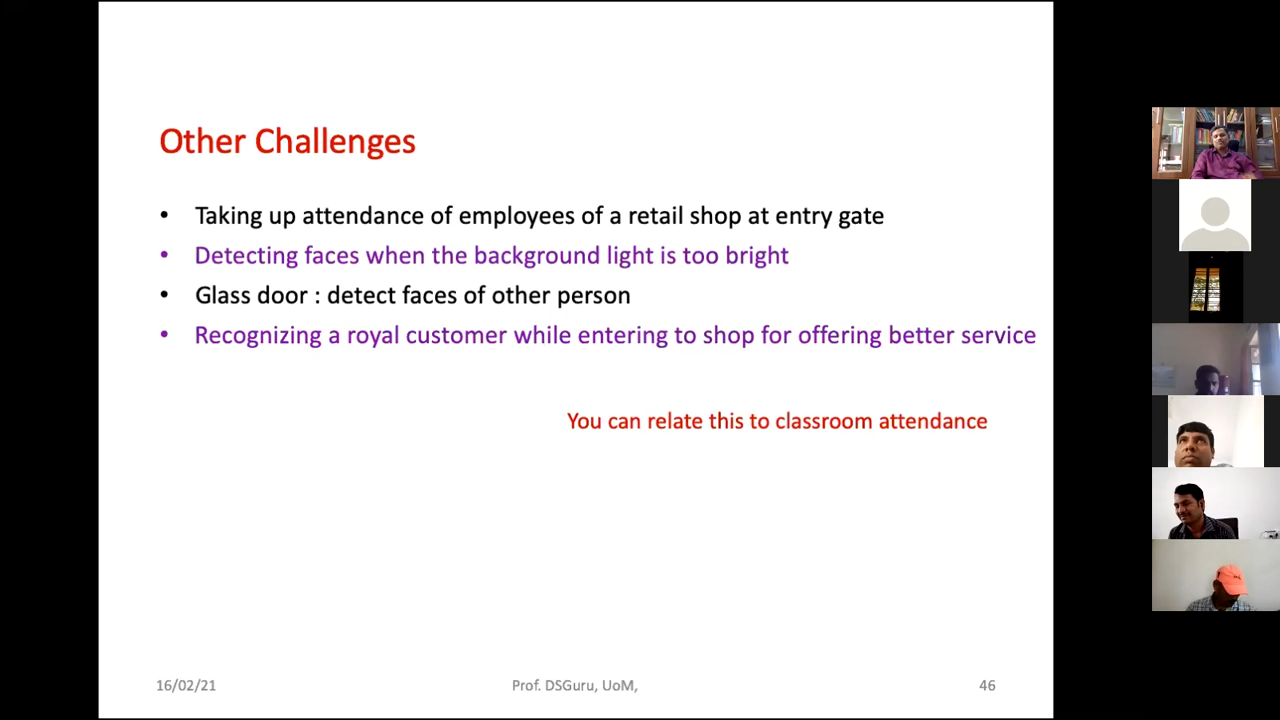 Other Challenges
• Taking up attendance of employees of a retail shop at entry gate
• Detecting faces when the background light is too bright
• Glass door : detect faces of other person
• Recognizing a royal customer while entering to shop for offering better service
You can relate this to classroom attendance
16/02/21 Prof. DSGuru, UoM, 46